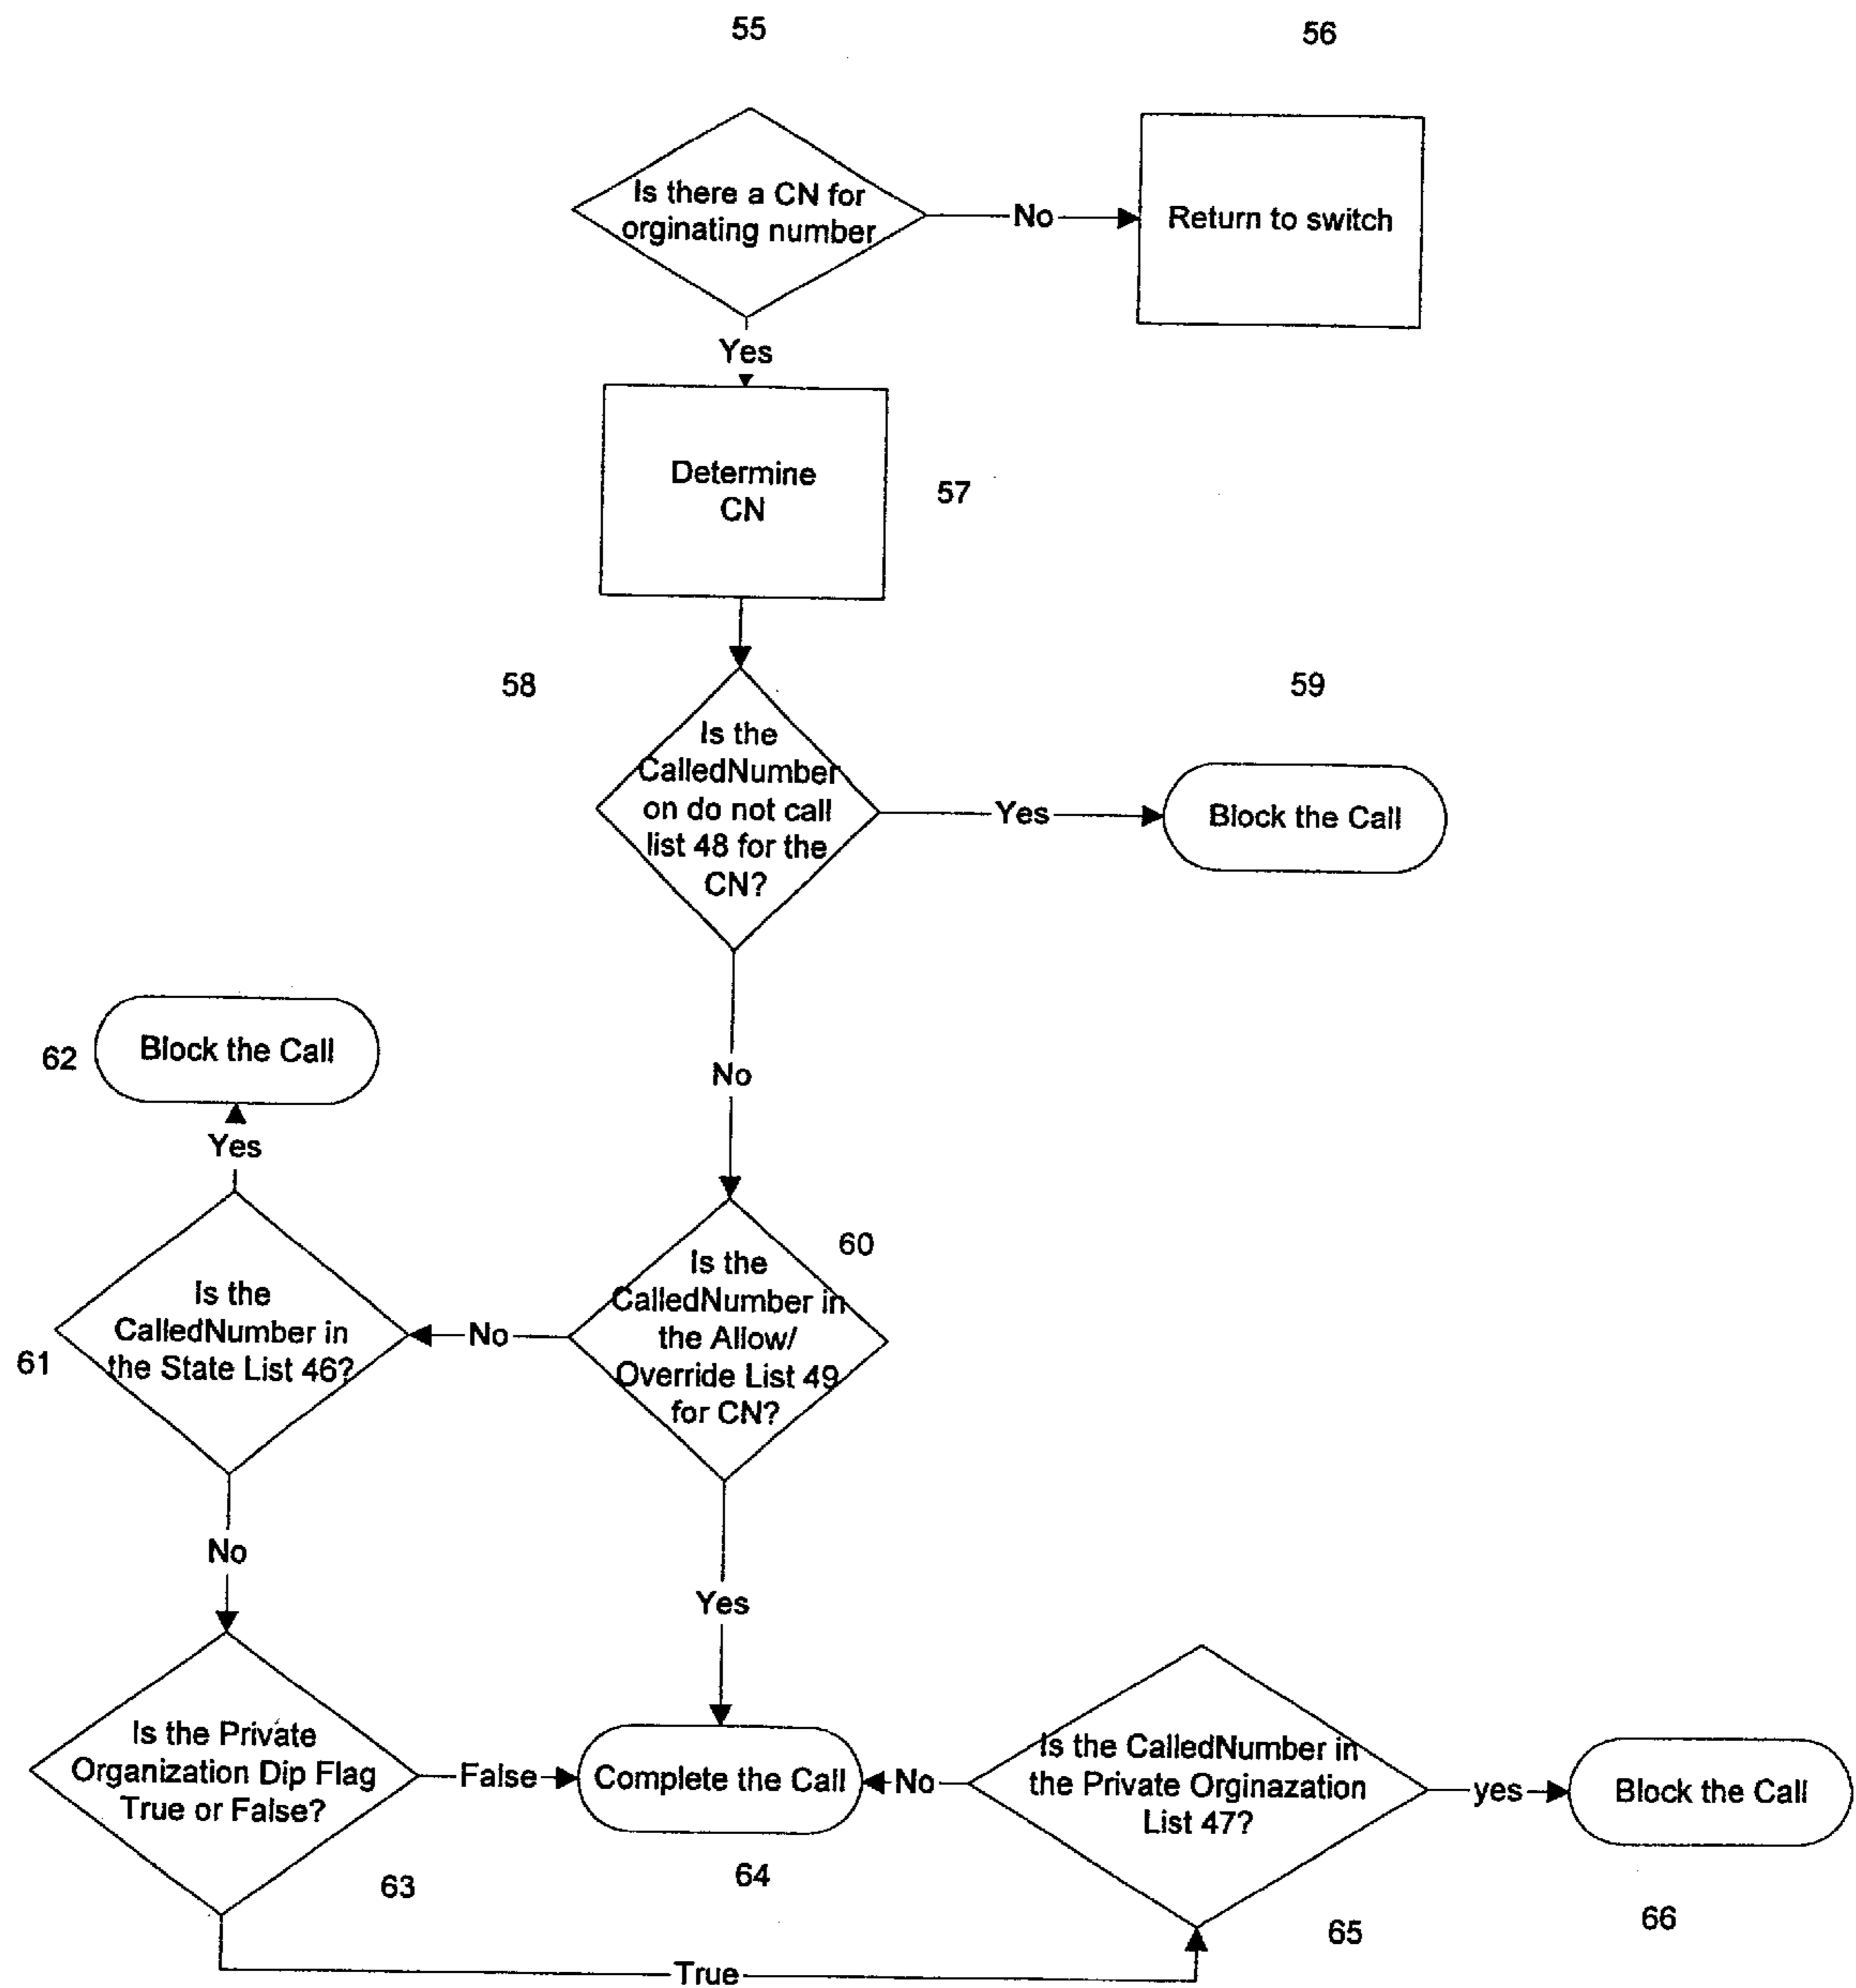 55
56
Is there a CN for
orginating number
No
Return to switch
Yes
Determine
CN
57
58
59
Is the
CalledNumber
on do not call
list 48 for the
CN?
Yes
Block the Call
No
62
Block the Call
Yes
60
Is the
CalledNumber in
the Allow/
Override List 49
for CN?
No
Is the
CalledNumber in
the State List 46?
61
No
Yes
Is the Private
Organization Dip Flag
True or False?
False
Complete the Call
No
Is the CalledNumber in
the Private Orginazation
List 47?
yes
Block the Call
63
64
65
66
True